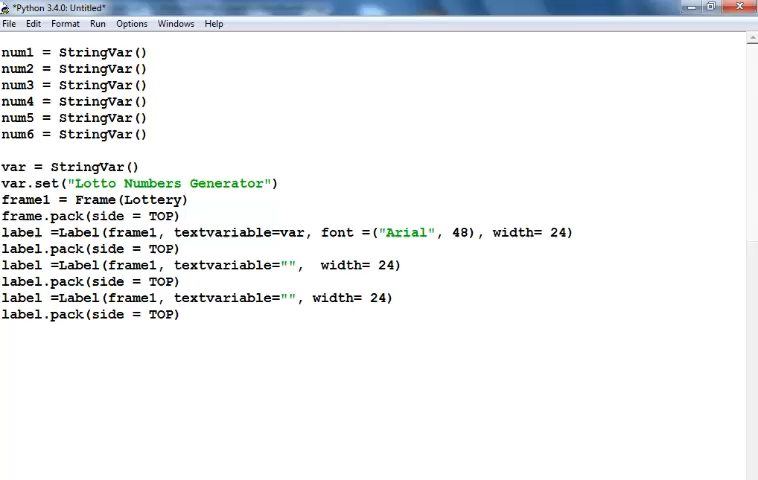 *Python 3.4.0: Untitled*
File Edit Format Run Options Windows Help
num1 = StringVar()
num2 = StringVar()
num3 = StringVar()
num4 = StringVar()
num5 = StringVar()
num6 = StringVar()
var = StringVar()
var.set("Lotto Numbers Generator")
frame1 = Frame(Lottery)
frame.pack(side = TOP)
label =Label(frame1, textvariable=var, font =("Arial", 48), width= 24)
label.pack(side = TOP)
label =Label(frame1, textvariable="",  width= 24)
label.pack(side = TOP)
label =Label(frame1, textvariable="", width= 24)
label.pack(side = TOP)